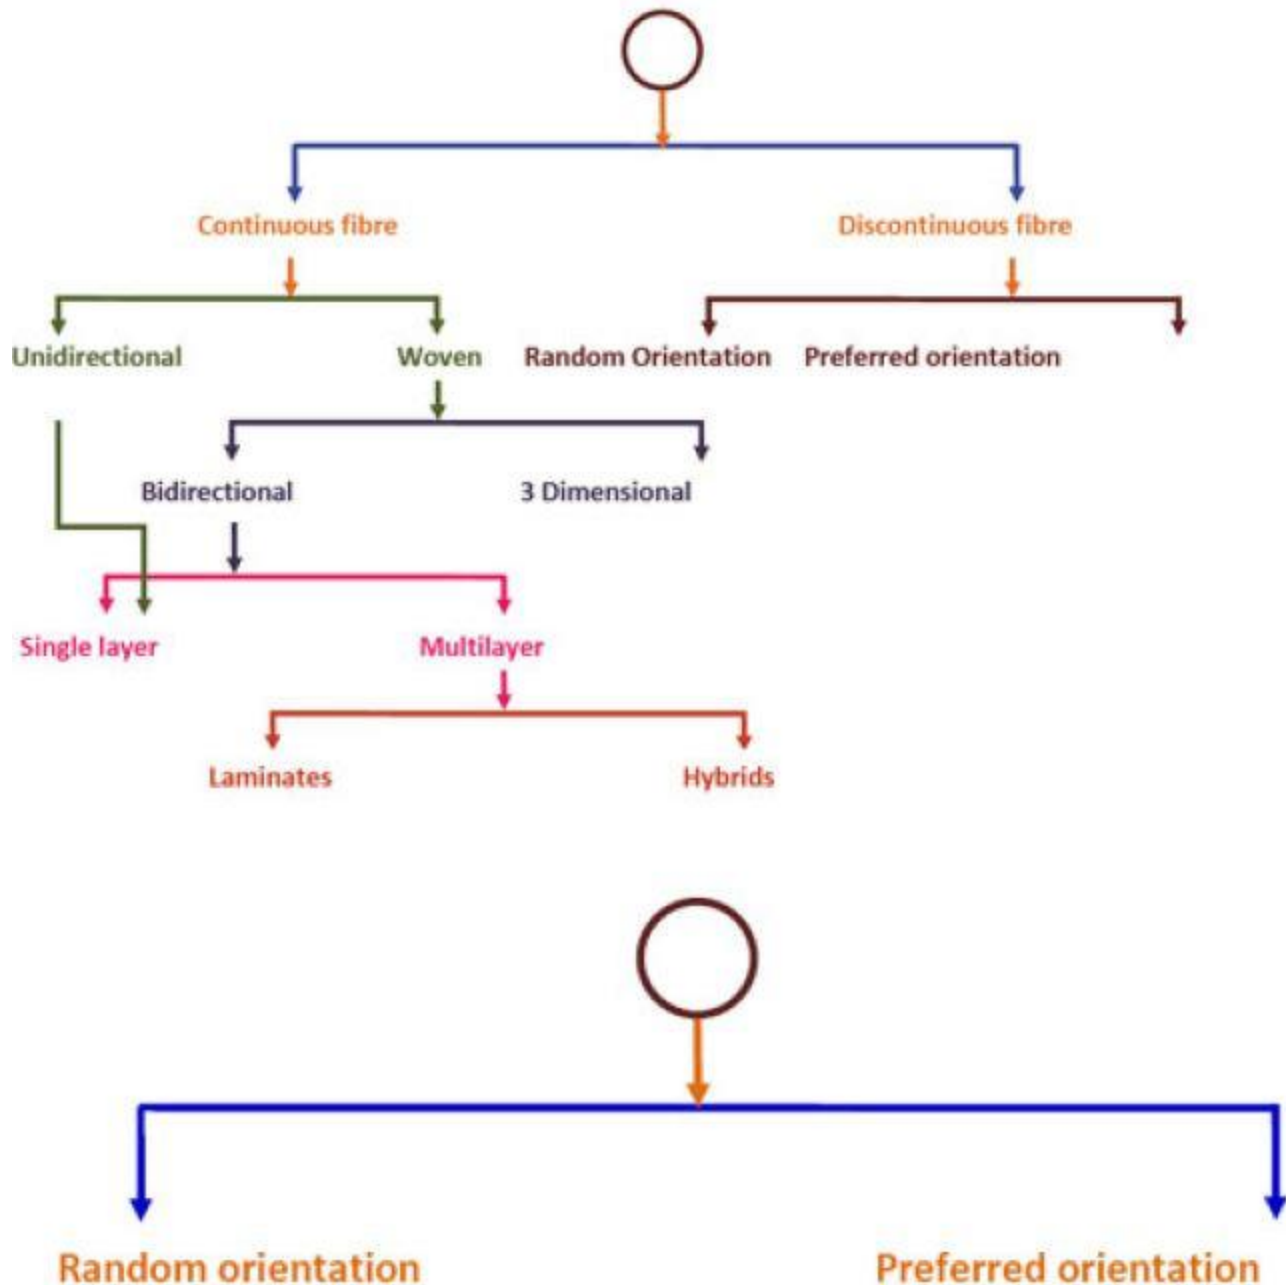 Continuous fibre Discontinuous fibre
Unidirectional Woven Random Orientation Preferred orientation
Bidirectional 3 Dimensional
Single layer Multilayer
Laminates Hybrids
Random orientation Preferred orientation